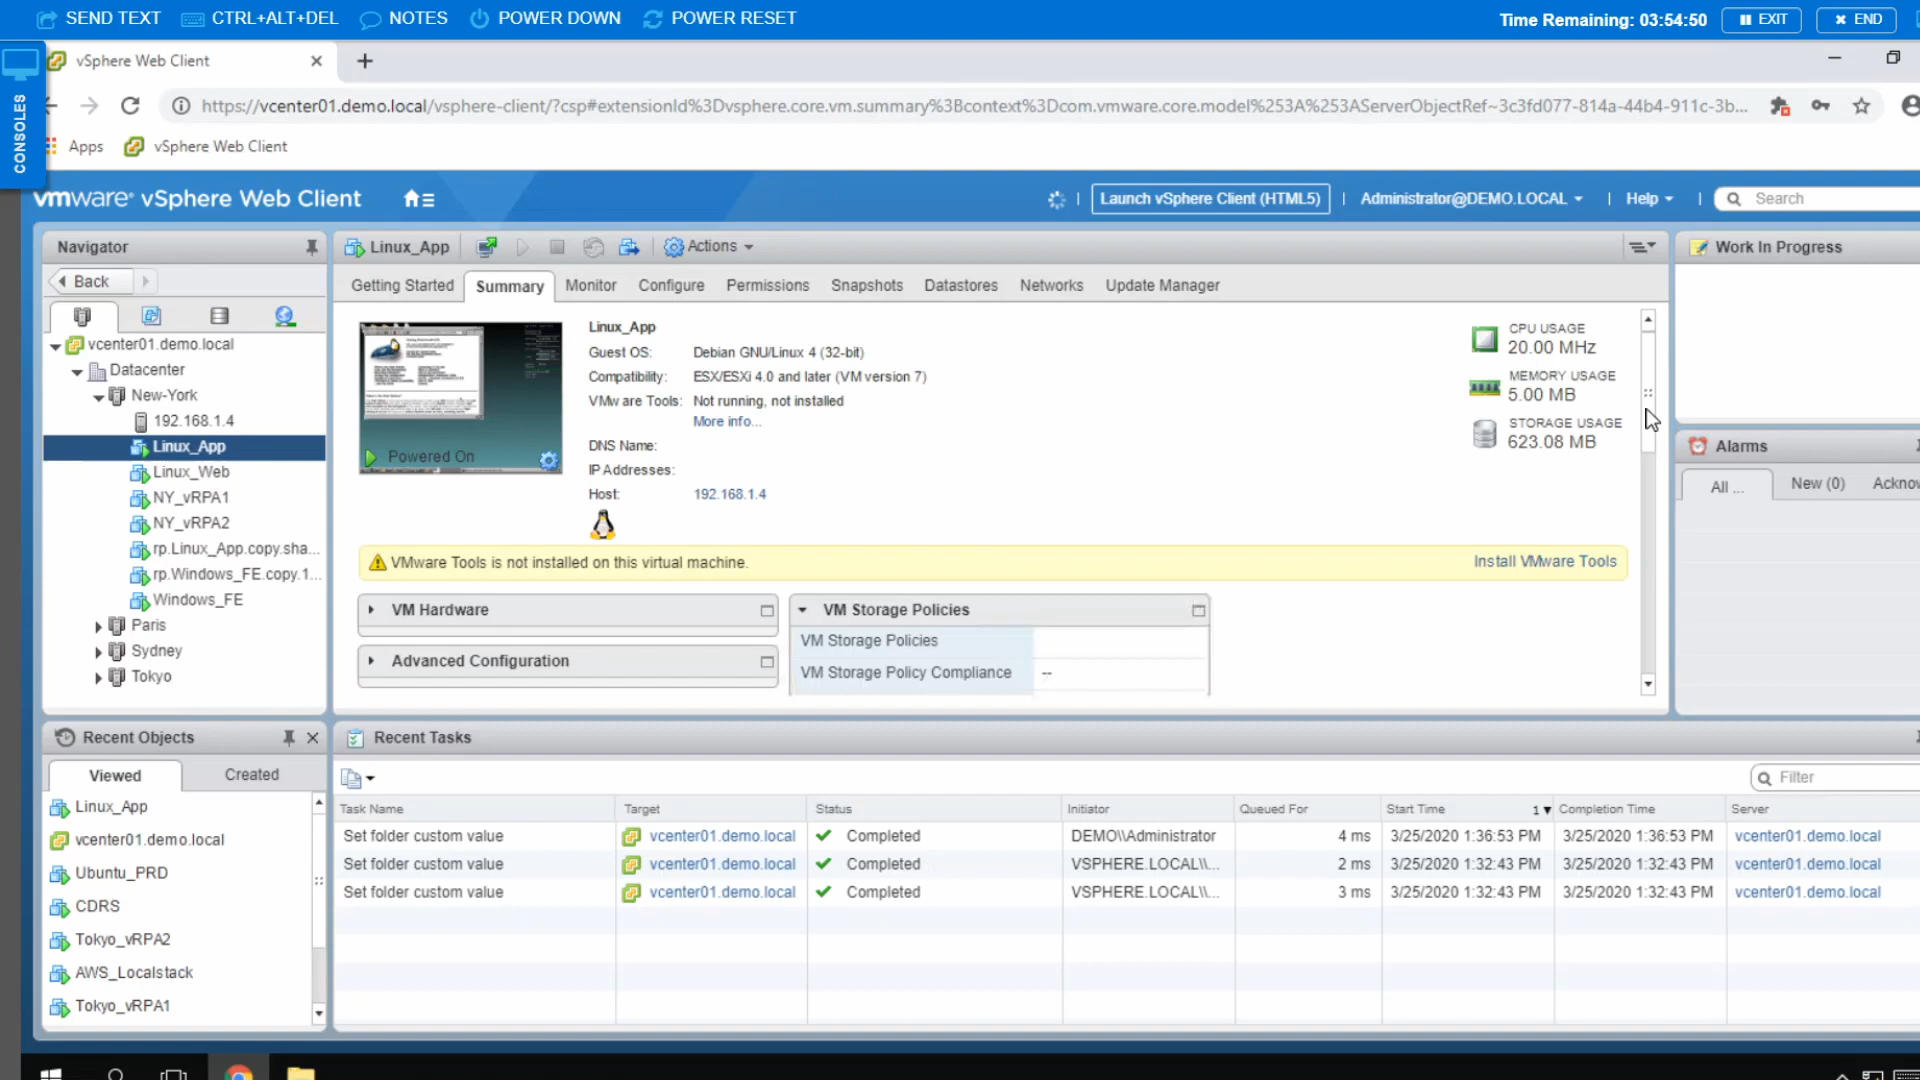 SEND TEXT CTRL+ALT+DEL NOTES POWER DOWN POWER RESET Time Remaining: 03:54:50 EXIT END
CONSOLES
vSphere Web Client
https://vcenter01.demo.local/vsphere-client/?csp#extensionId%3Dvsphere.core.vm.summary%3Bcontext%3Dcom.vmware.core.model%253A%253AServerObjectRef~3c3fd077-814a-44b4-911c-3b...
Apps vSphere Web Client
vmware vSphere Web Client Launch vSphere Client (HTML5) Administrator@DEMO.LOCAL Help Search
Navigator
Back
vcenter01.demo.local
Datacenter
New-York
192.168.1.4
Linux_App
Linux_Web
NY_vRPA1
NY_vRPA2
rp.Linux_App.copy.sha...
rp.Windows_FE.copy.1...
Windows_FE
Paris
Sydney
Tokyo
Linux_App Actions
Getting Started Summary Monitor Configure Permissions Snapshots Datastores Networks Update Manager
Powered On
Linux_App
Guest OS: Debian GNU/Linux 4 (32-bit)
Compatibility: ESX/ESXi 4.0 and later (VM version 7)
VMware Tools: Not running, not installed
More info...
DNS Name:
IP Addresses:
Host: 192.168.1.4
CPU USAGE
20.00 MHz
MEMORY USAGE
5.00 MB
STORAGE USAGE
623.08 MB
VMware Tools is not installed on this virtual machine. Install VMware Tools
VM Hardware
Advanced Configuration
VM Storage Policies
VM Storage Policies
VM Storage Policy Compliance --
Work In Progress
Alarms
All ... New (0)
Recent Objects
Viewed Created
Linux_App
vcenter01.demo.local
Ubuntu_PRD
CDRS
Tokyo_vRPA2
AWS_Localstack
Tokyo_vRPA1
Recent Tasks
Filter
Task Name Target Status Initiator Queued For Start Time 1 Completion Time Server
Set folder custom value vcenter01.demo.local Completed DEMO\\Administrator 4 ms 3/25/2020 1:36:53 PM 3/25/2020 1:36:53 PM vcenter01.demo.local
Set folder custom value vcenter01.demo.local Completed VSPHERE.LOCAL\\... 2 ms 3/25/2020 1:32:43 PM 3/25/2020 1:32:43 PM vcenter01.demo.local
Set folder custom value vcenter01.demo.local Completed VSPHERE.LOCAL\\... 3 ms 3/25/2020 1:32:43 PM 3/25/2020 1:32:43 PM vcenter01.demo.local